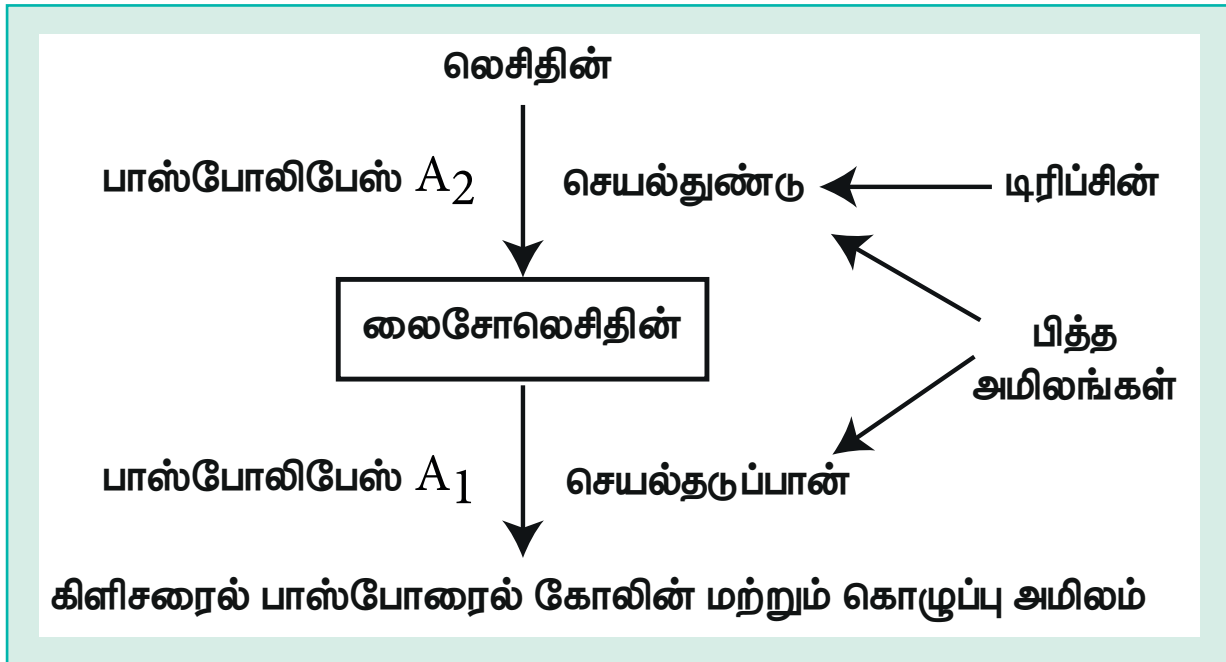 லெசிதின்
பாஸ்போலிபேஸ் A2 செயல்துண்டு டிரிப்சின்
லைசோலெசிதின்
பித்த
அமிலங்கள்
பாஸ்போலிபேஸ் A1 செயல்தடுப்பான்
கிளிசரைல் பாஸ்போரைல் கோலின் மற்றும் கொழுப்பு அமிலம்